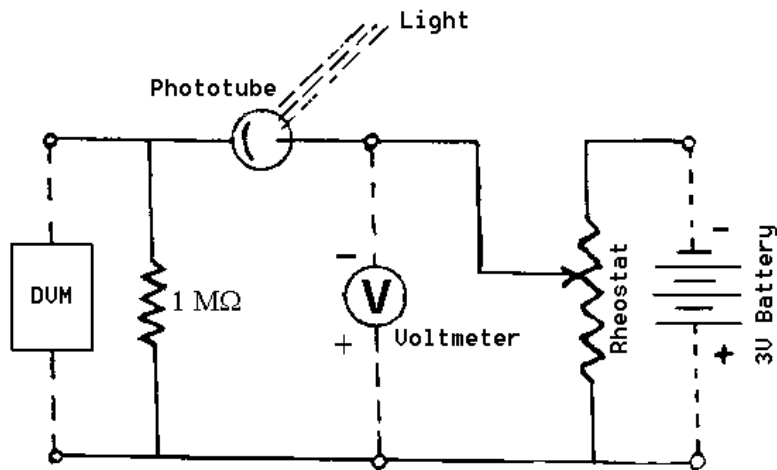 Light
Phototube
-
-
DVM
1 MΩ
V
Rheostat
3V Battery
+
Voltmeter
+